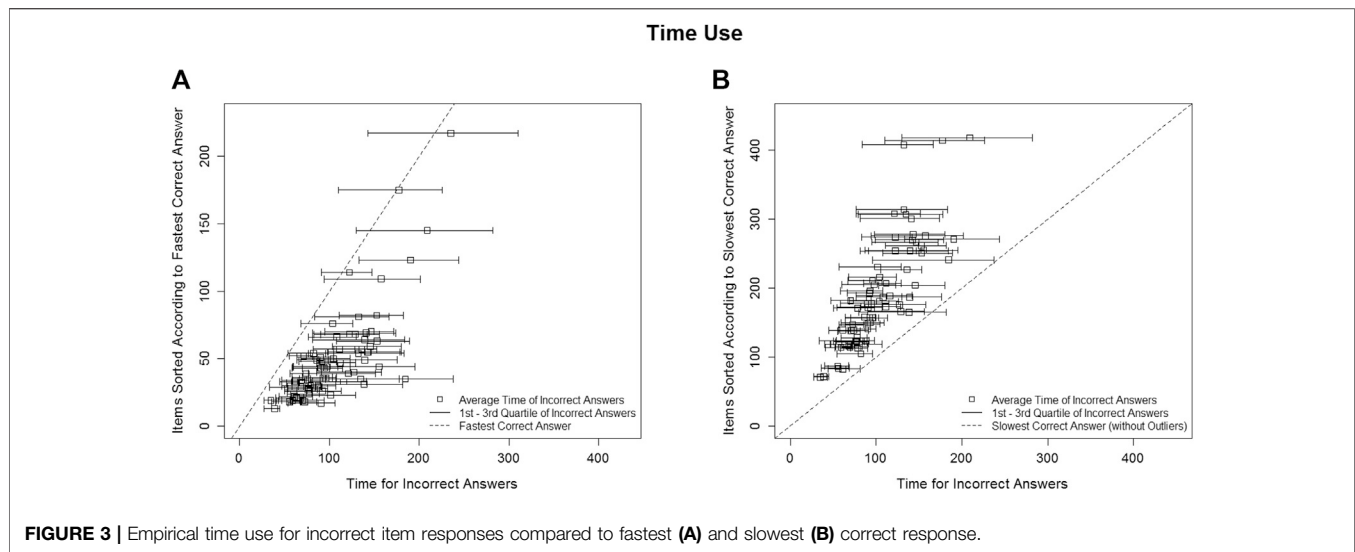 Time Use
A
Items Sorted According to Fastest Correct Answer
200
150
100
50
0
Average Time of Incorrect Answers
1st - 3rd Quartile of Incorrect Answers
Fastest Correct Answer
0 100 200 300 400
Time for Incorrect Answers
B
Items Sorted According to Slowest Correct Answer
400
300
200
100
0
Average Time of Incorrect Answers
1st - 3rd Quartile of Incorrect Answers
Slowest Correct Answer (without Outliers)
0 100 200 300 400
Time for Incorrect Answers
FIGURE 3 | Empirical time use for incorrect item responses compared to fastest (A) and slowest (B) correct response.